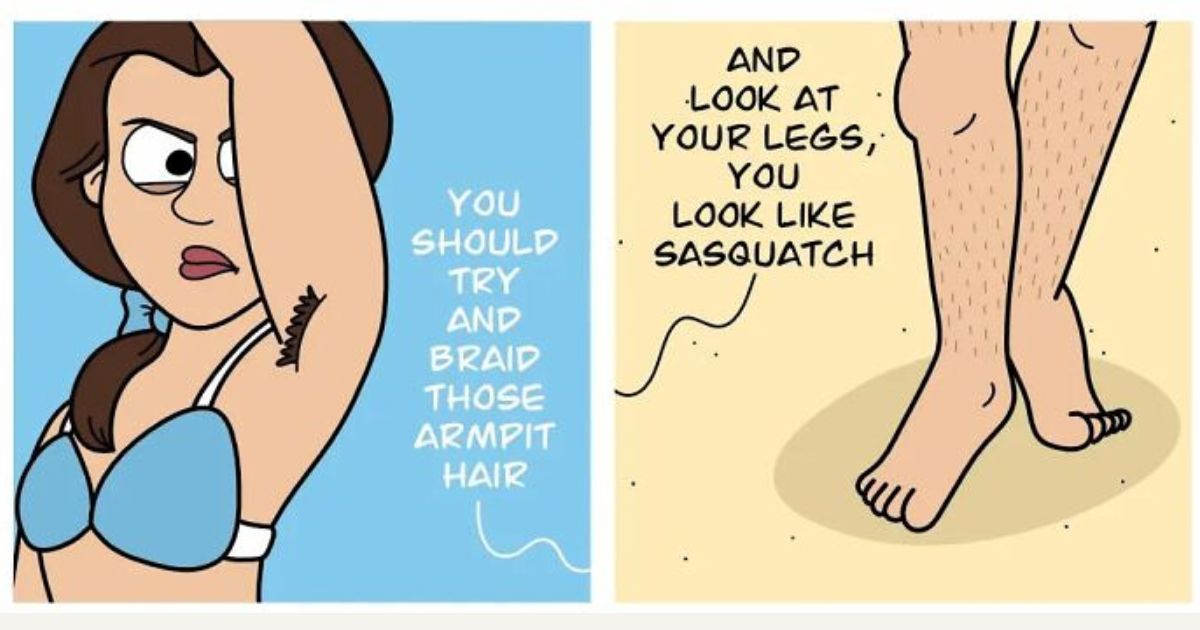 YOU
SHOULD
TRY
AND
BRAID
THOSE
ARMPIT
HAIR
AND
LOOK AT
YOUR LEGS,
YOU
LOOK LIKE
SASQUATCH